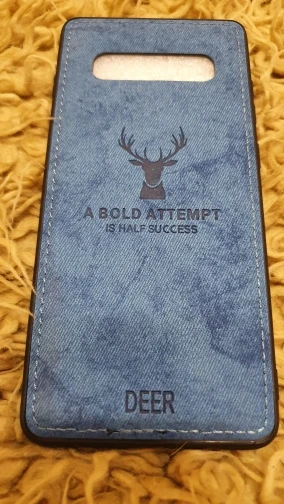 A BOLD ATTEMPT
IS HALF SUCCESS
DEER